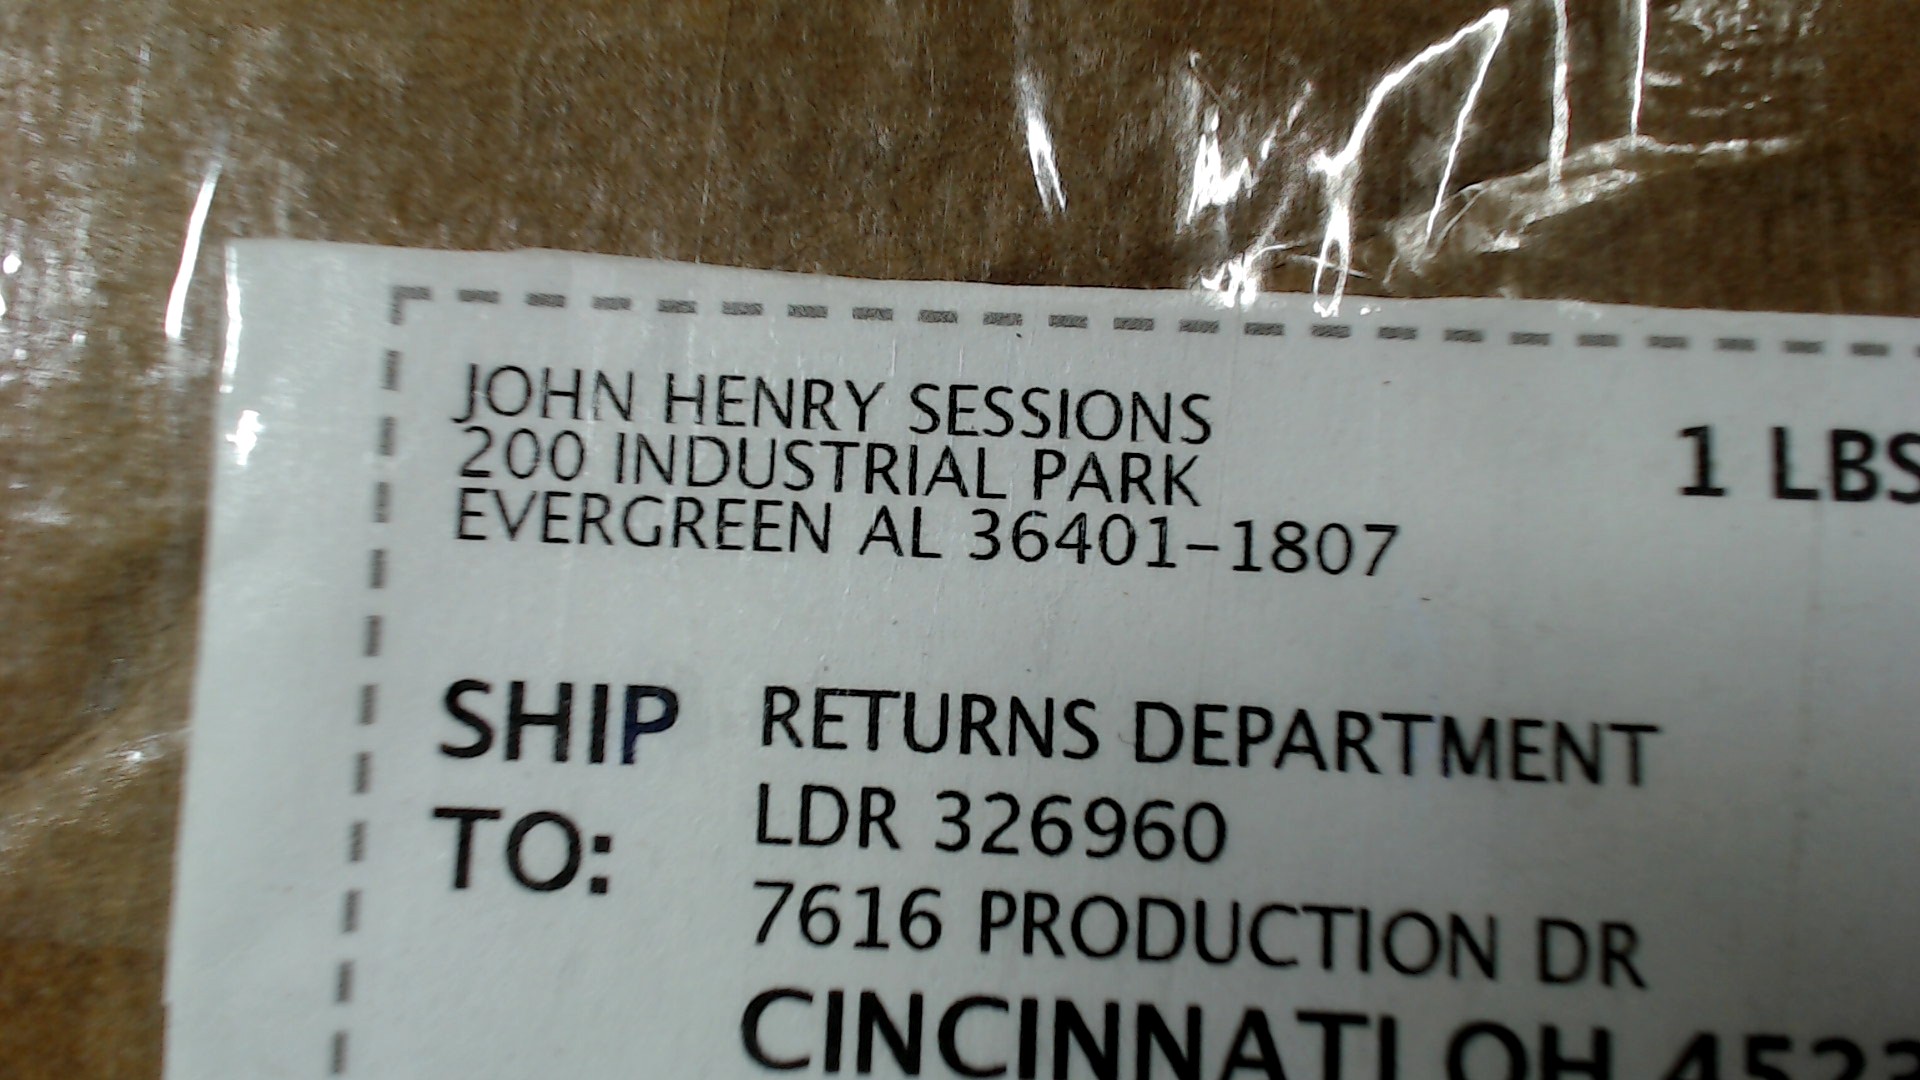 JOHN HENRY SESSIONS
200 INDUSTRIAL PARK
EVERGREEN AL 36401-1807
1 LBS
SHIP TO:
RETURNS DEPARTMENT
LDR 326960
7616 PRODUCTION DR
CINCINNATI OH 4523